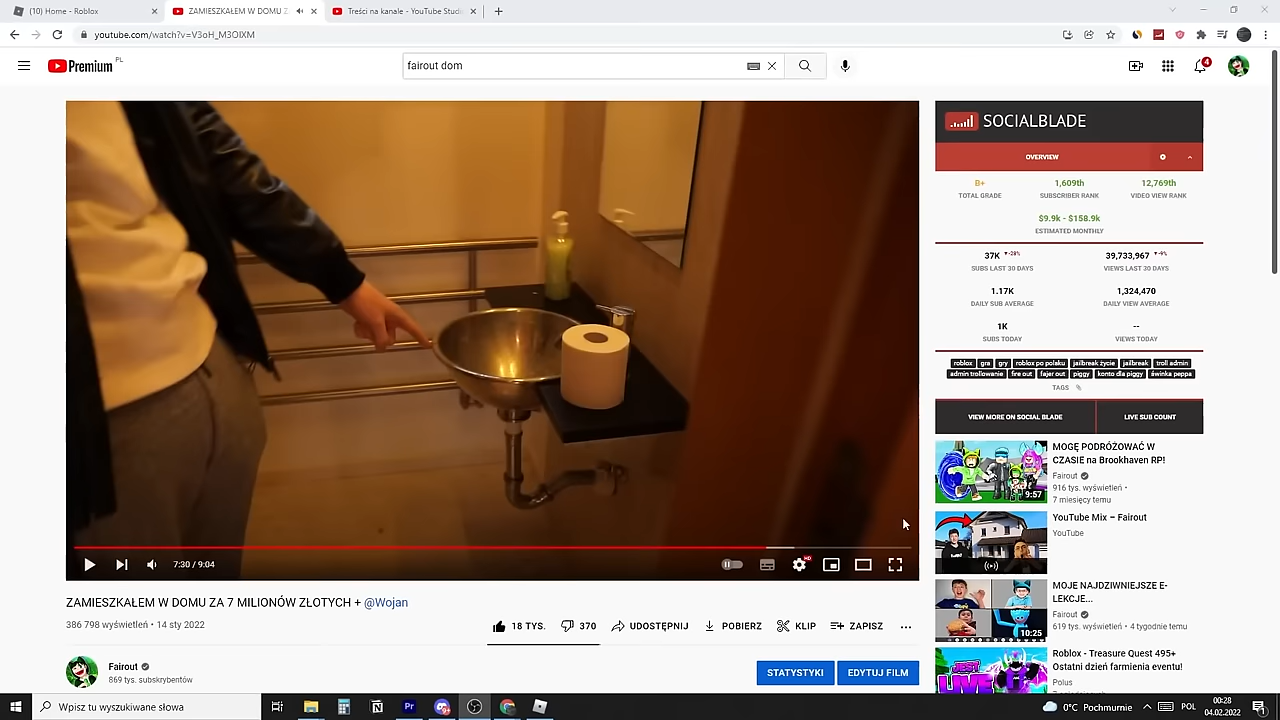 (10) Home - Roblox
ZAMIESZKAŁEM W DOMU Z
Treści na kanale - YouTube Studi
youtube.com/watch?v=V3oH_M3OlXM
Premium PL
fairout dom
4
SOCIALBLADE
OVERVIEW
B+ 1,609th 12,769th
TOTAL GRADE SUBSCRIBER RANK VIDEO VIEW RANK
$9.9k - $158.9k
ESTIMATED MONTHLY
37K -28% 39,733,967 -9%
SUBS LAST 30 DAYS VIEWS LAST 30 DAYS
1.17K 1,324,470
DAILY SUB AVERAGE DAILY VIEW AVERAGE
1K --
SUBS TODAY VIEWS TODAY
roblox gra gry roblox po polsku jailbreak życie jailbreak troll admin
admin trollowanie fire out fajer out piggy konto dla piggy świnka peppa
TAGS
VIEW MORE ON SOCIAL BLADE LIVE SUB COUNT
MOGĘ PODRÓŻOWAĆ W
CZASIE na Brookhaven RP!
Fairout
916 tys. wyświetleń •
7 miesięcy temu
9:57
YouTube Mix – Fairout
YouTube
MOJE NAJDZIWNIEJSZE E-
LEKCJE...
Fairout
619 tys. wyświetleń • 4 tygodnie temu
10:25
Roblox - Treasure Quest 495+
Ostatni dzień farmienia eventu!
Polus
JEST
LIVE
7:30 / 9:04
HD
ZAMIESZKAŁEM W DOMU ZA 7 MILIONÓW ZŁOTYCH + @Wojan
386 798 wyświetleń • 14 sty 2022
18 TYS. 370 UDOSTĘPNIJ POBIERZ KLIP ZAPISZ
Fairout
869 tys. subskrybentów
STATYSTYKI EDYTUJ FILM
Wpisz tu wyszukiwane słowa
Pr
0°C Pochmurnie
POL
00:28
04.02.2022
1